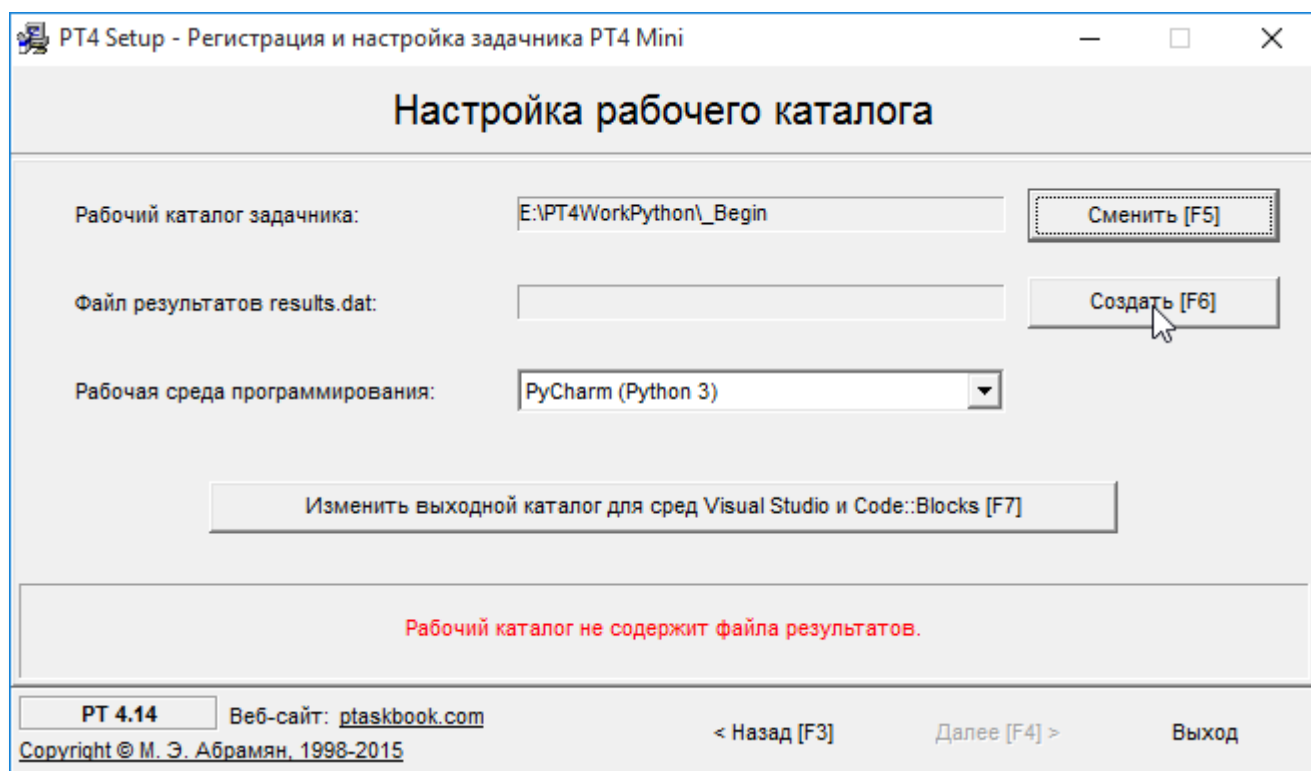 PT4 Setup - Регистрация и настройка задачника PT4 Mini
Настройка рабочего каталога
Рабочий каталог задачника: E:\PT4WorkPython\_Begin Сменить [F5]
Файл результатов results.dat: Создать [F6]
Рабочая среда программирования: PyCharm (Python 3)
Изменить выходной каталог для сред Visual Studio и Code::Blocks [F7]
Рабочий каталог не содержит файла результатов.
PT 4.14 Веб-сайт: ptaskbook.com
< Назад [F3] Далее [F4] > Выход
Copyright © М. Э. Абрамян, 1998-2015